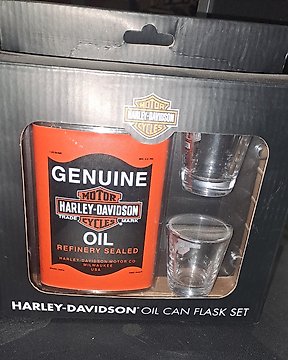 MOTOR
HARLEY-DAVIDSON
CYCLES
GENUINE
MOTOR
HARLEY-DAVIDSON
TRADE MARK
CYCLES
OIL
REFINERY SEALED
HARLEY-DAVIDSON MOTOR CO
MILWAUKEE
USA
HARLEY-DAVIDSON OIL CAN FLASK SET